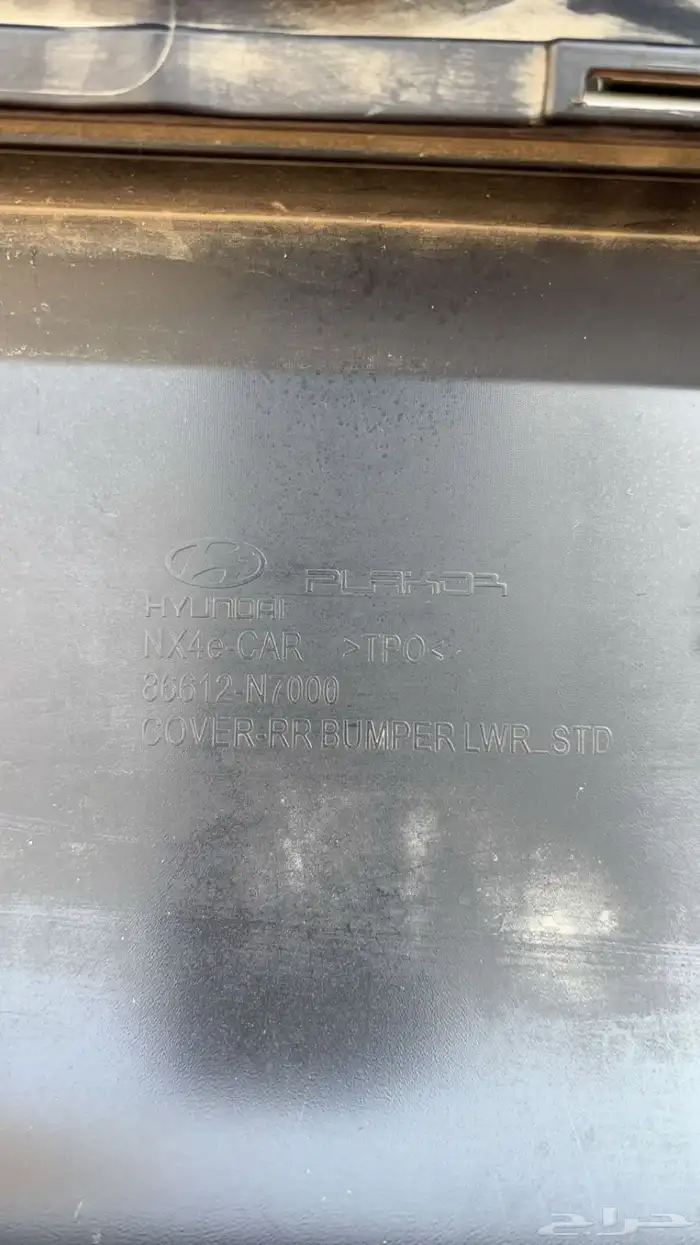 HYUNDAI PLAKOR
NX4e-CAR >TPO<
86612-N7000
COVER-RR BUMPER LWR_STD
حراج